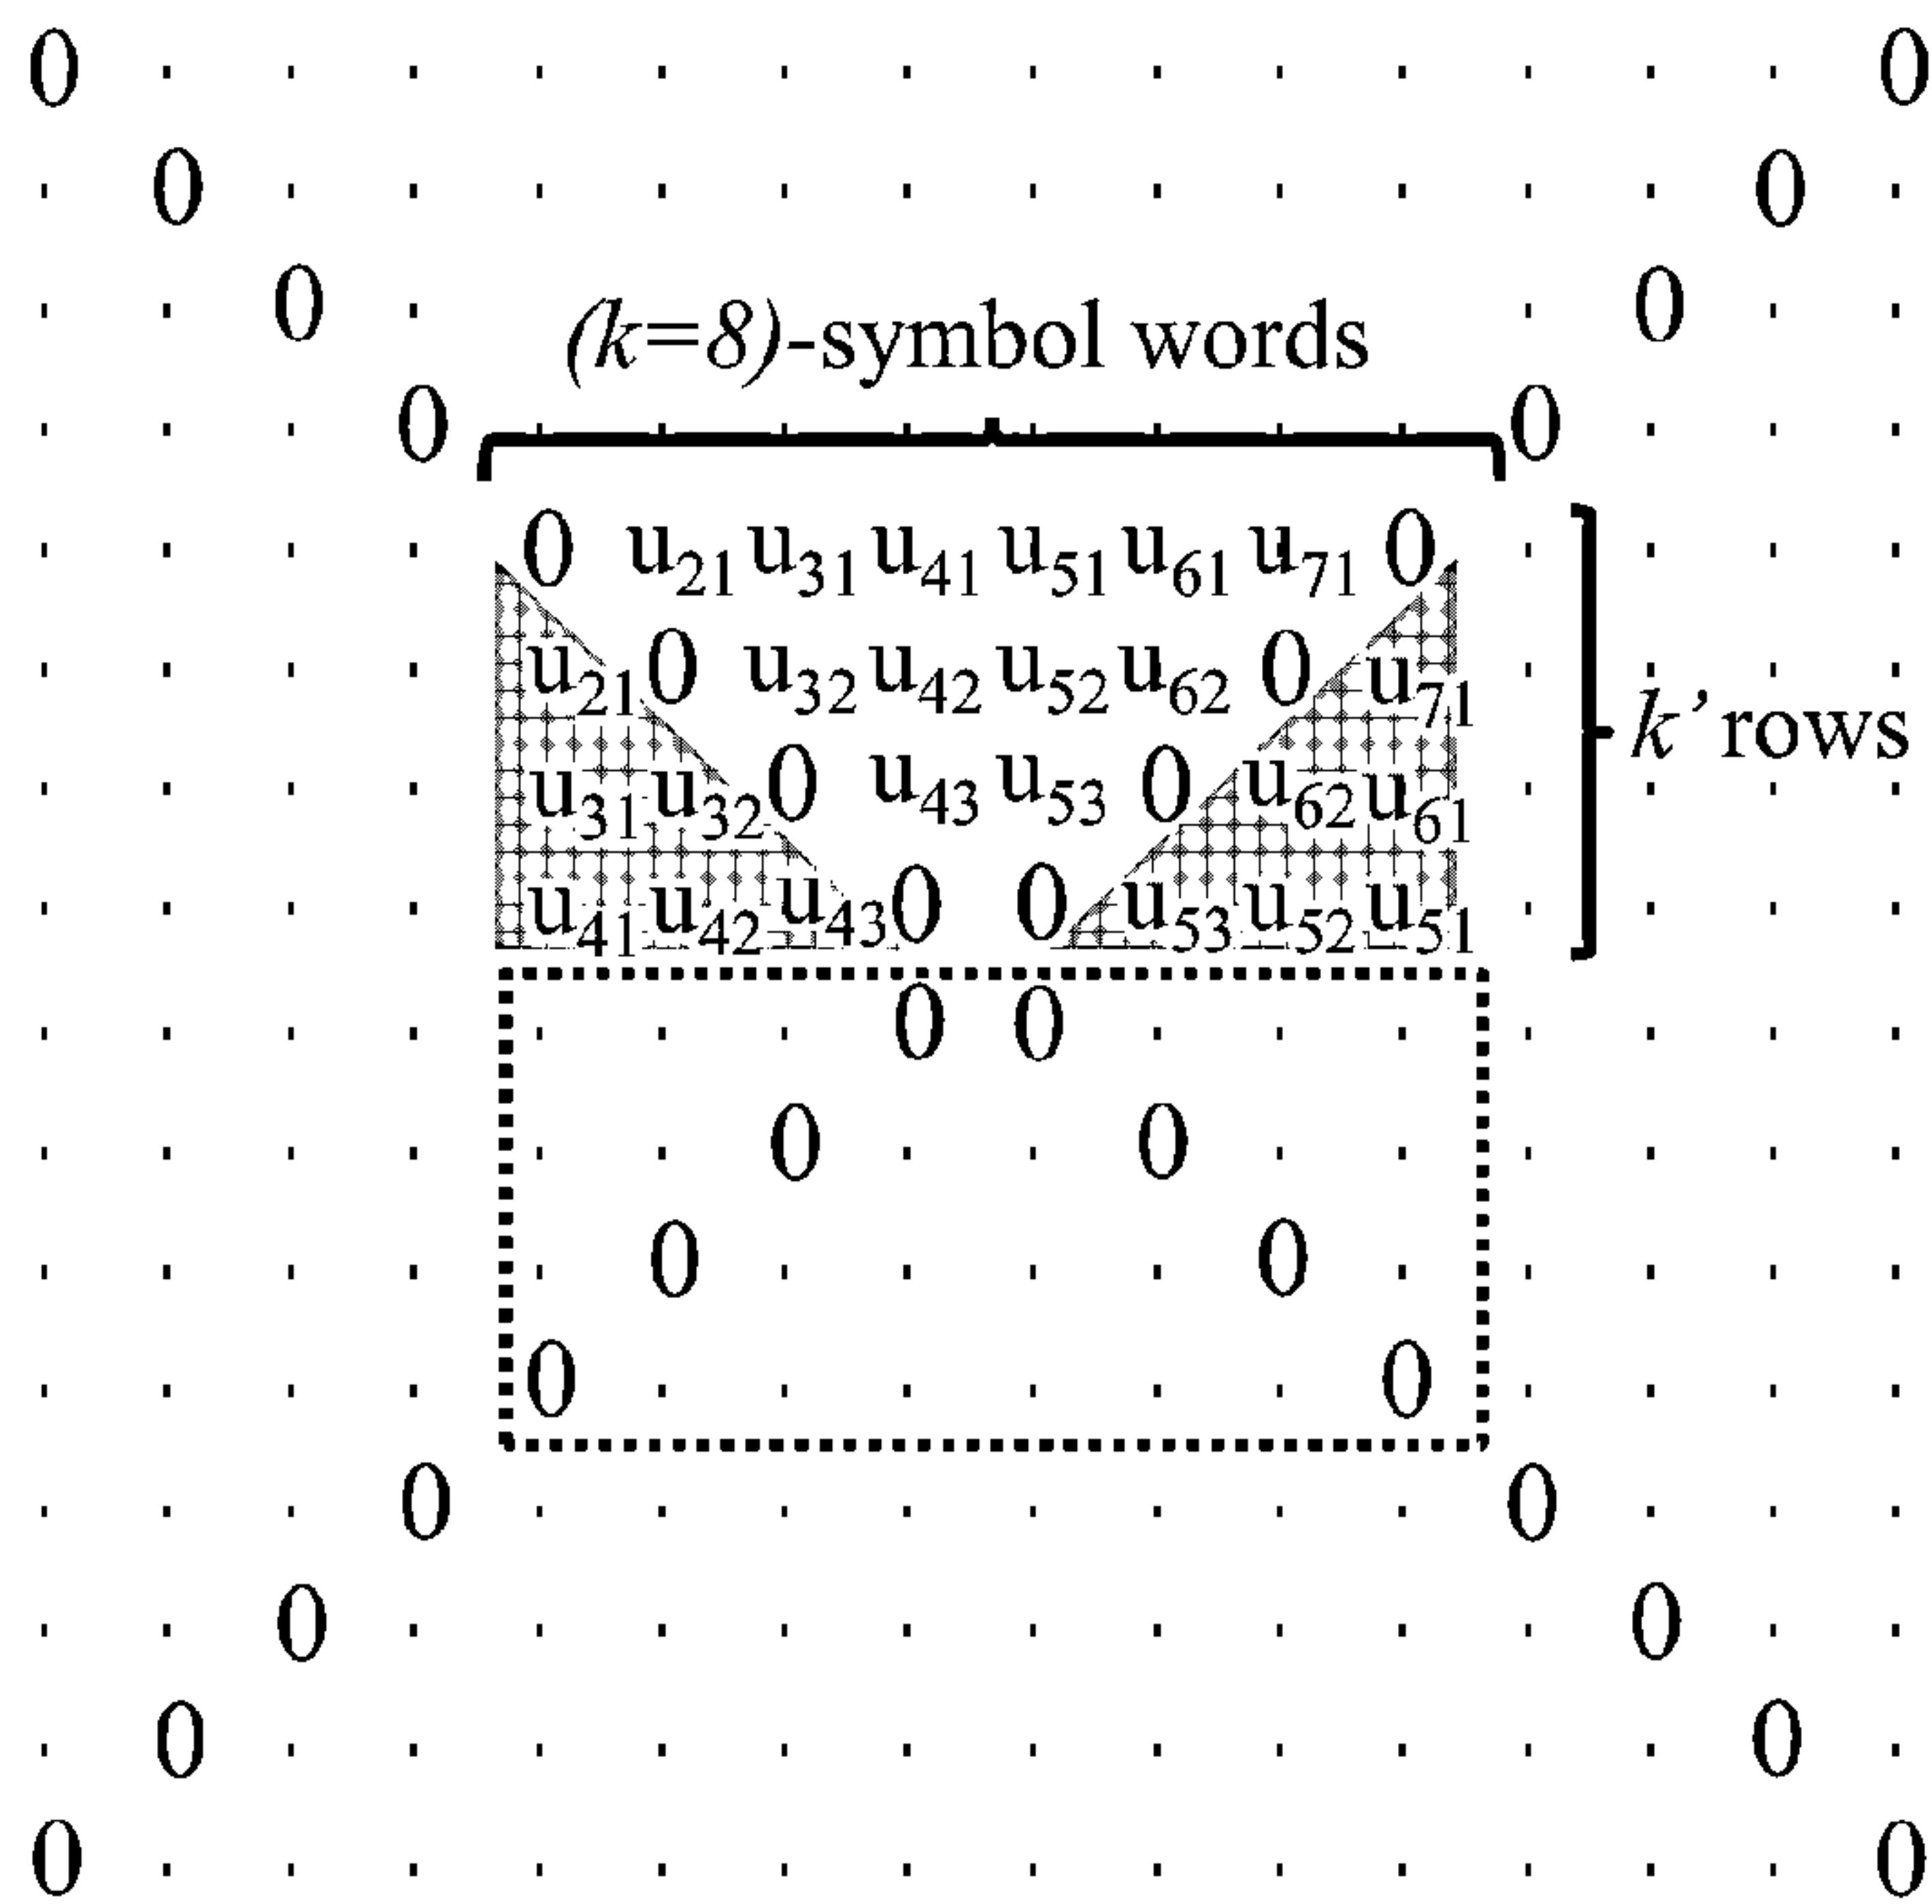 0 . . . . . . . . . . . . . . 0
. 0 . . . . . . . . . . . . 0 .
. . 0 . (k=8)-symbol words . 0 . .
. . . 0 . . . . . . . . 0 . . .
. . . . 0 u₂₁ u₃₁ u₄₁ u₅₁ u₆₁ u₇₁ 0 . . . .
. . . . u₂₁ 0 u₃₂ u₄₂ u₅₂ u₆₂ 0 u₇₁ . . . .
k’ rows
. . . . u₃₁ u₃₂ 0 u₄₃ u₅₃ 0 u₆₂ u₆₁ . . . .
. . . . u₄₁ u₄₂ u₄₃ 0 0 u₅₃ u₅₂ u₅₁ . . . .
. . . . . . . 0 0 . . . . . . .
. . . . . . 0 . . 0 . . . . . .
. . . . . 0 . . . . 0 . . . . .
. . . . 0 . . . . . . 0 . . . .
. . . 0 . . . . . . . . 0 . . .
. . 0 . . . . . . . . . . 0 . .
. 0 . . . . . . . . . . . . 0 .
0 . . . . . . . . . . . . . . 0